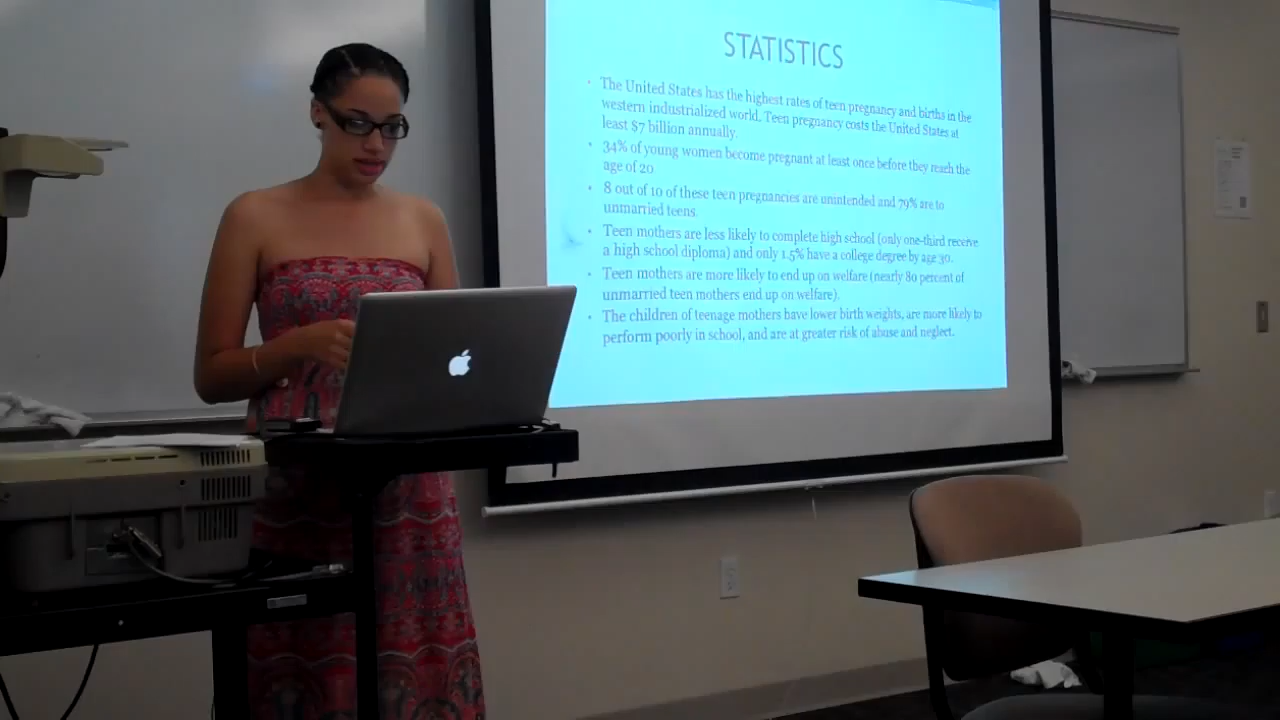 STATISTICS
• The United States has the highest rates of teen pregnancy and births in the
western industrialized world. Teen pregnancy costs the United States at
least $7 billion annually.
• 34% of young women become pregnant at least once before they reach the
age of 20
• 8 out of 10 of these teen pregnancies are unintended and 79% are to
unmarried teens.
• Teen mothers are less likely to complete high school (only one-third receive
a high school diploma) and only 1.5% have a college degree by age 30.
• Teen mothers are more likely to end up on welfare (nearly 80 percent of
unmarried teen mothers end up on welfare).
• The children of teenage mothers have lower birth weights, are more likely to
perform poorly in school, and are at greater risk of abuse and neglect.